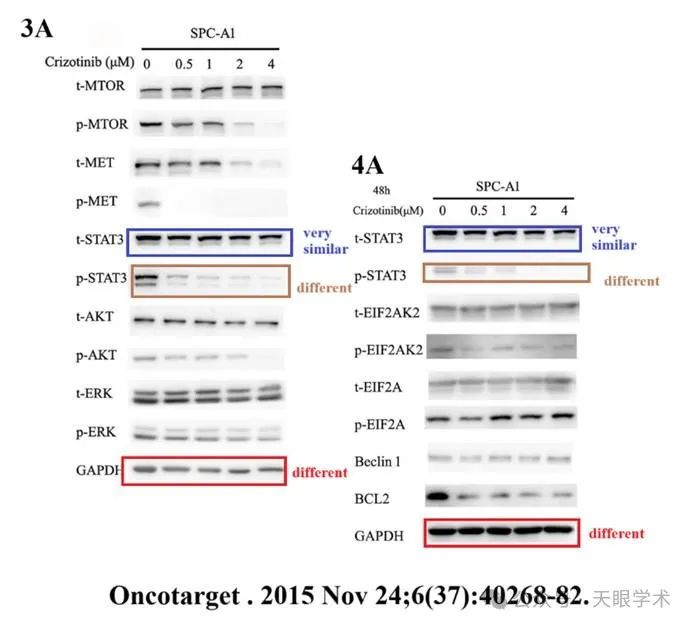 3A
SPC-A1
Crizotinib (μM) 0 0.5 1 2 4
t-MTOR
p-MTOR
t-MET
p-MET
t-STAT3 very similar
p-STAT3 different
t-AKT
p-AKT
t-ERK
p-ERK
GAPDH different
4A
48h SPC-A1
Crizotinib(μM) 0 0.5 1 2 4
t-STAT3 very similar
p-STAT3 different
t-EIF2AK2
p-EIF2AK2
t-EIF2A
p-EIF2A
Beclin 1
BCL2
GAPDH different
Oncotarget . 2015 Nov 24;6(37):40268-82.
天眼学术